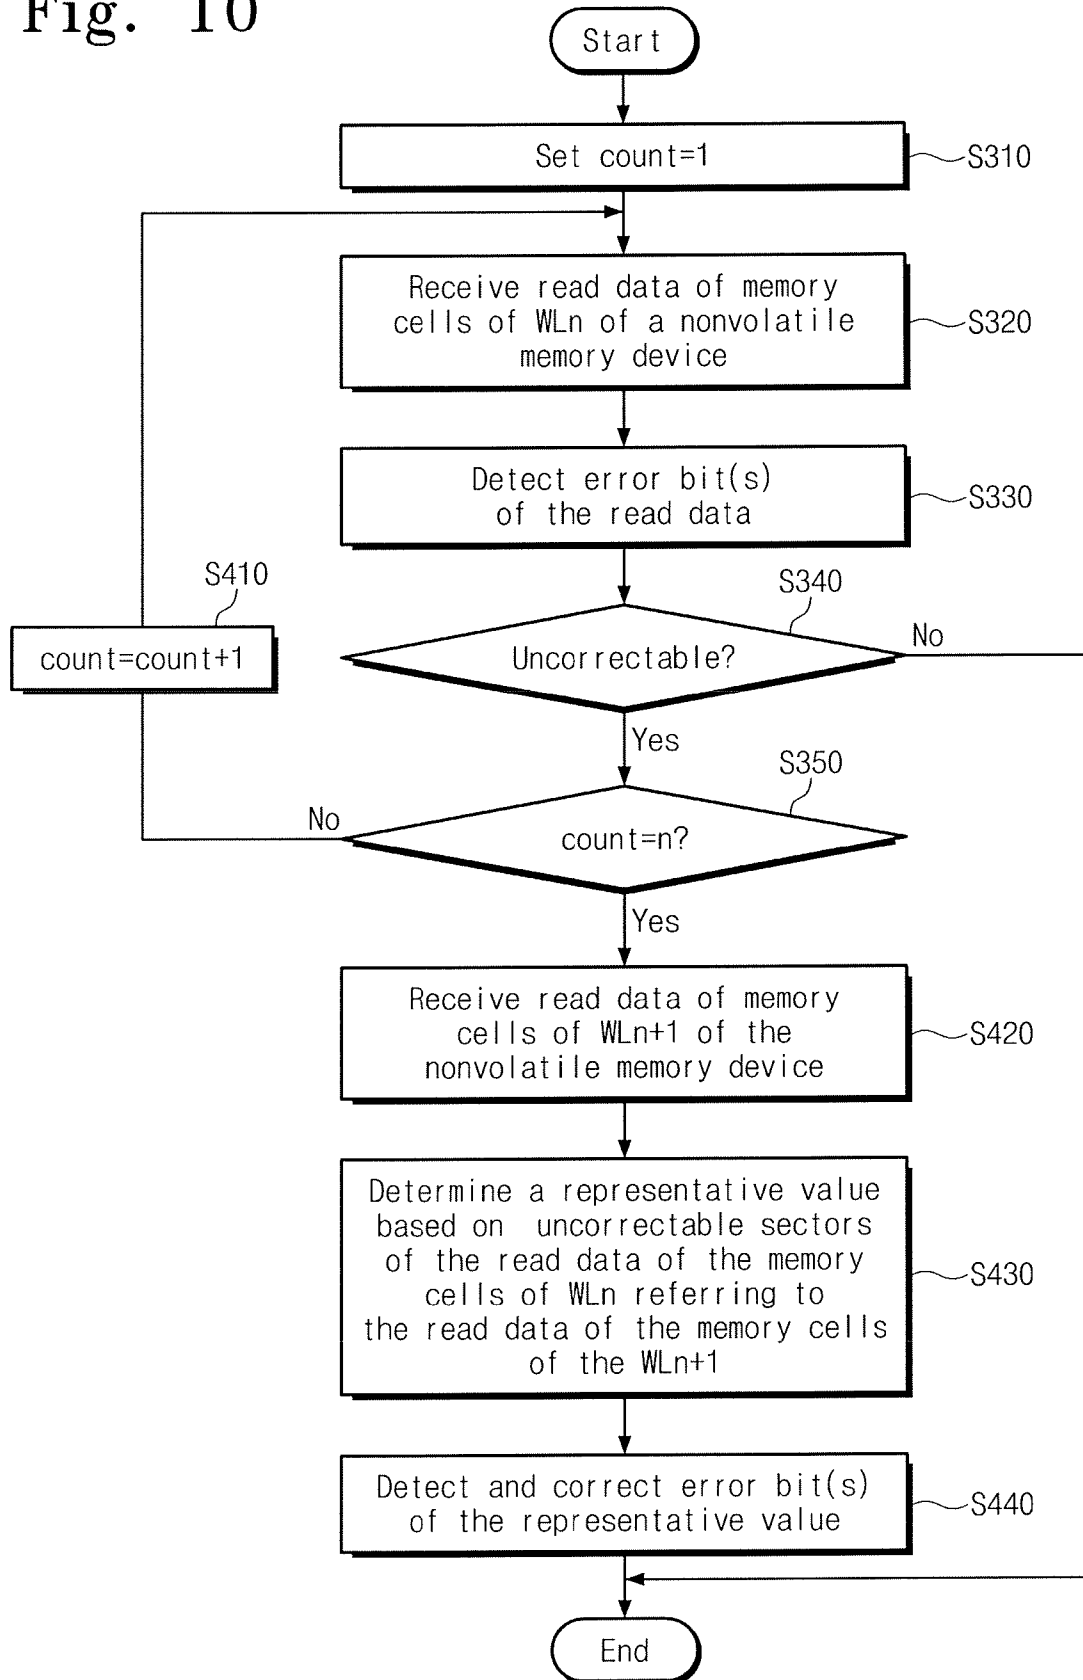 Fig. 10
Start
Set count=1
S310
Receive read data of memory
cells of WLn of a nonvolatile
memory device
S320
Detect error bit(s)
of the read data
S330
S410
count=count+1
S340
Uncorrectable?
No
Yes
S350
count=n?
No
Yes
Receive read data of memory
cells of WLn+1 of the
nonvolatile memory device
S420
Determine a representative value
based on uncorrectable sectors
of the read data of the memory
cells of WLn referring to
the read data of the memory cells
of the WLn+1
S430
Detect and correct error bit(s)
of the representative value
S440
End